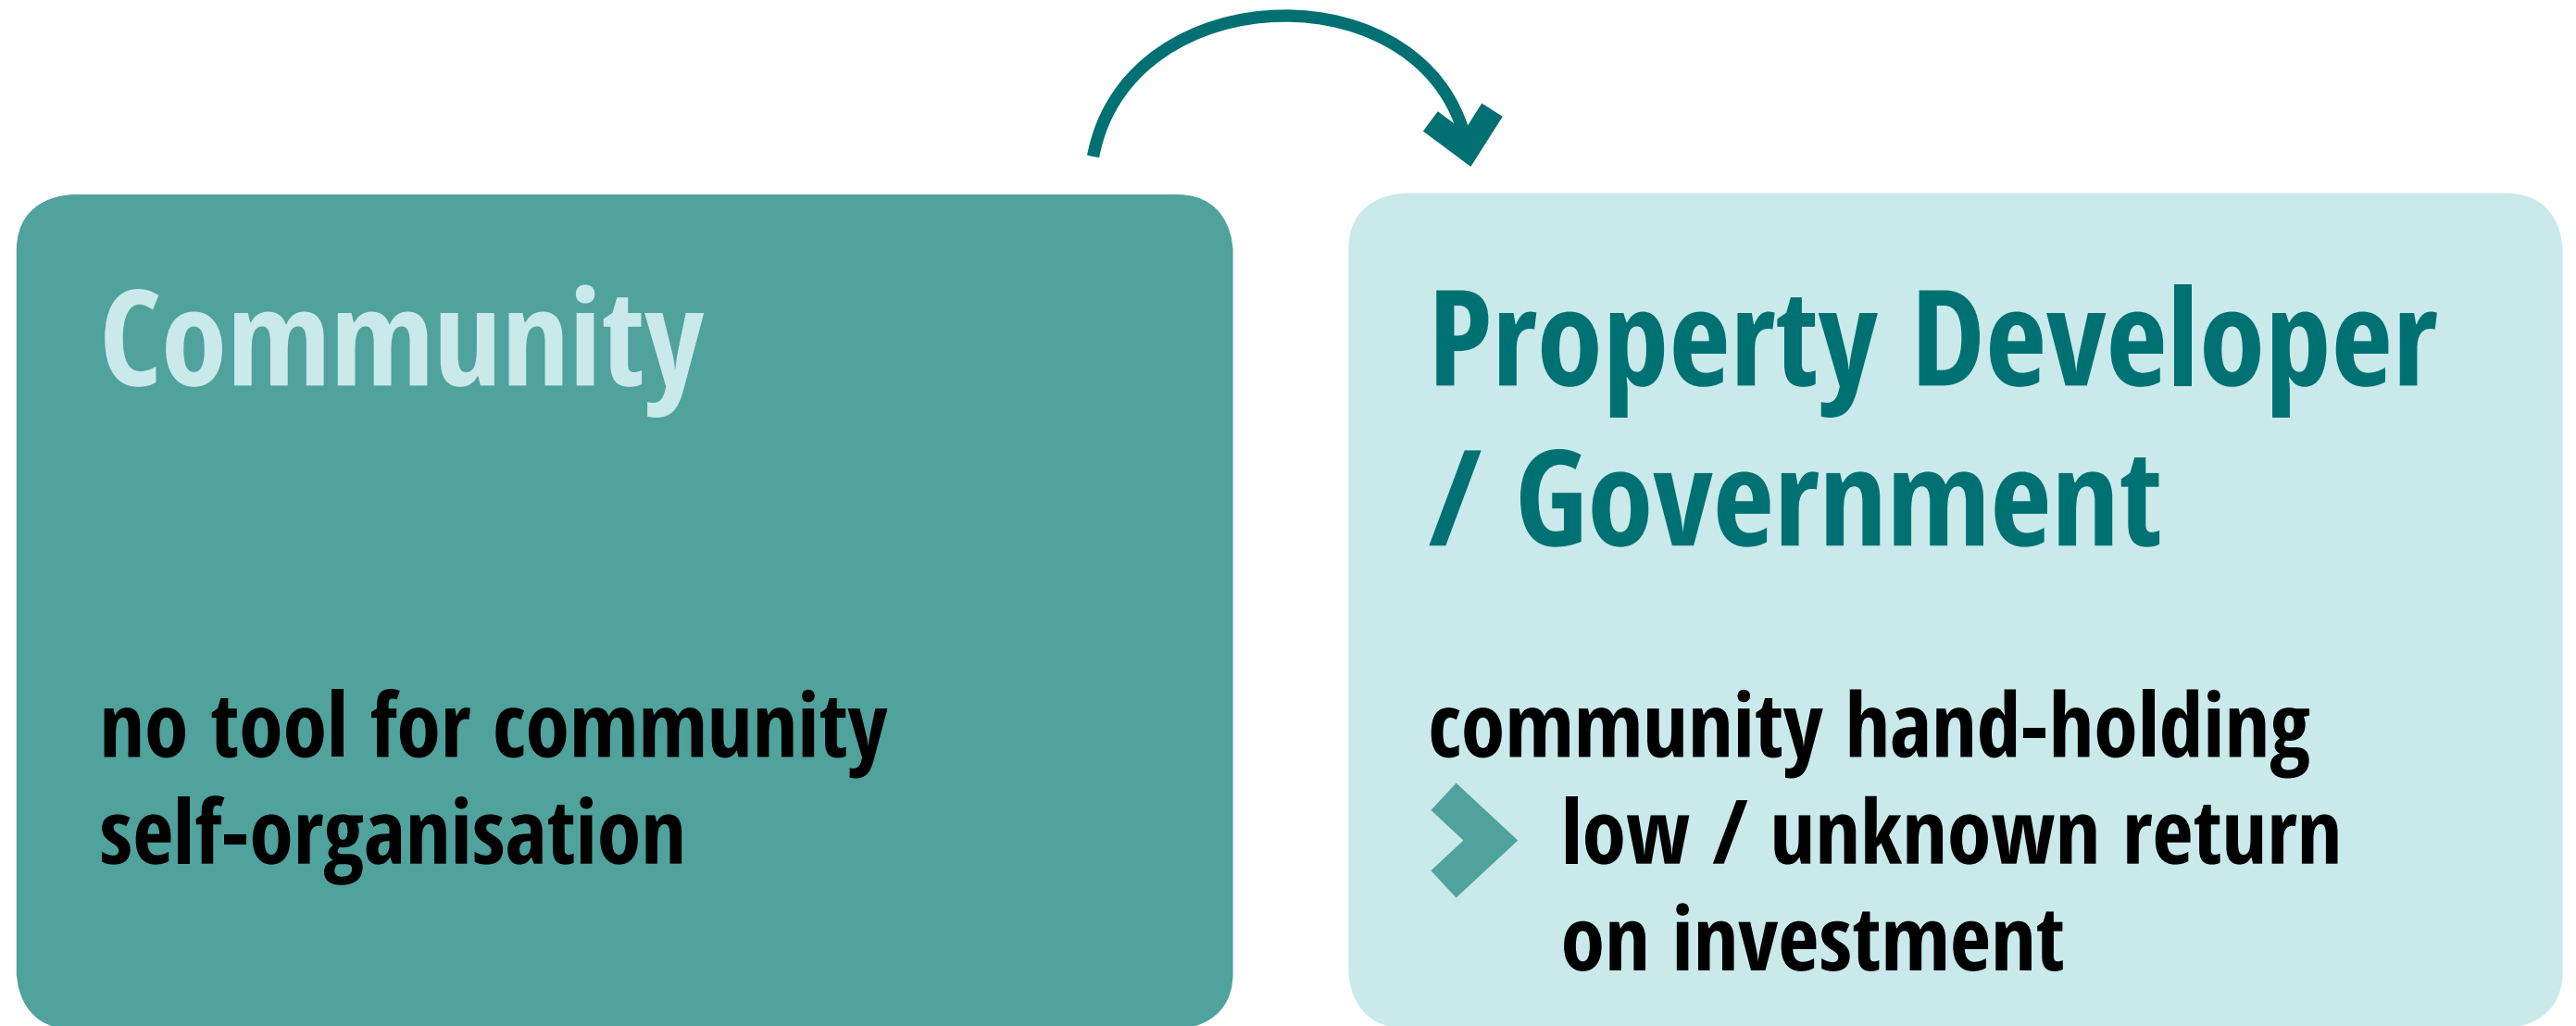 Community
no tool for community
self-organisation
Property Developer
/ Government
community hand-holding
low / unknown return
on investment